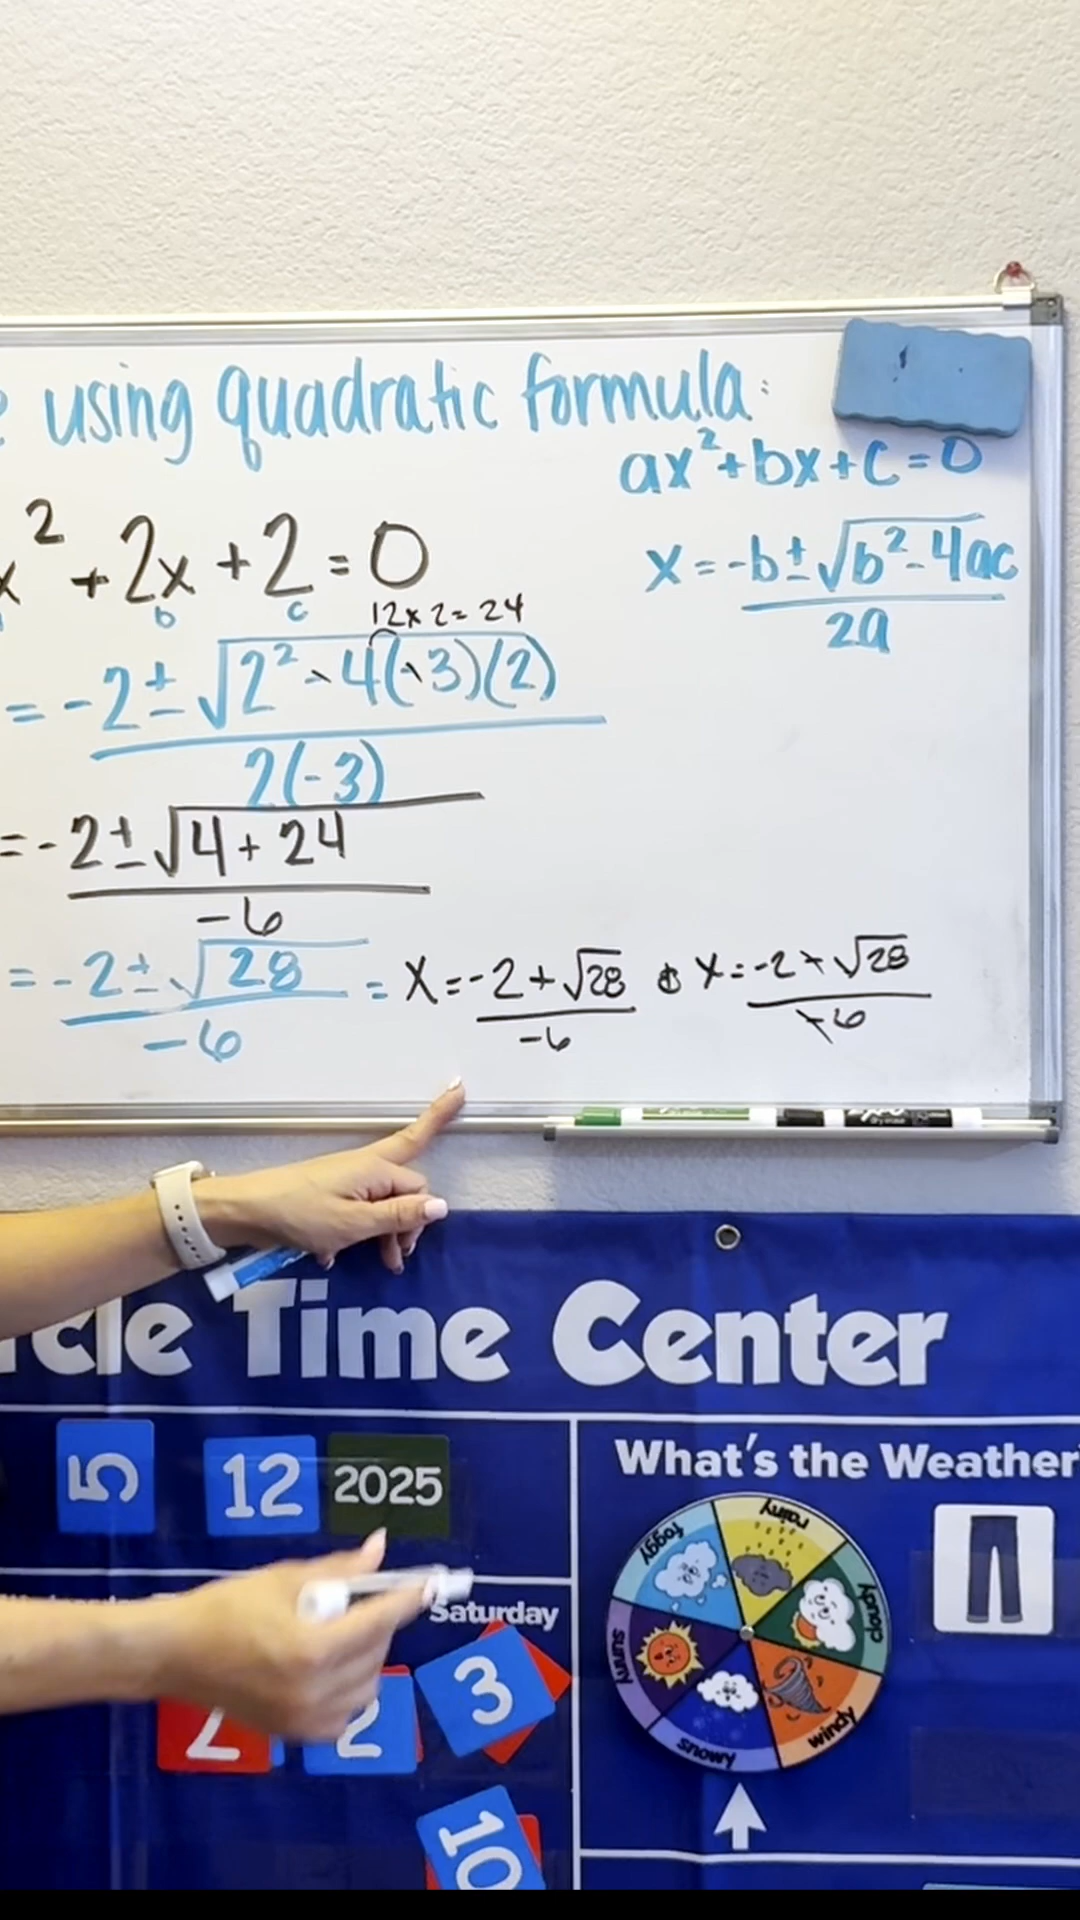 using quadratic formula:
ax²+bx+c=0
x² + 2x + 2 = 0
x = -b ± √b² - 4ac
2a
b c
12 x 2 = 24
= -2 ± √2² - 4(-3)(2)
2(-3)
= -2 ± √4 + 24
-6
= -2 ± √28 = x = -2 + √28 x = -2 + √28
-6 -6 +6
EXPO
cle Time Center
5 12 2025
What's the Weather
rainy
foggy
cloudy
sunny
windy
snowy
Saturday
2 2 3
10